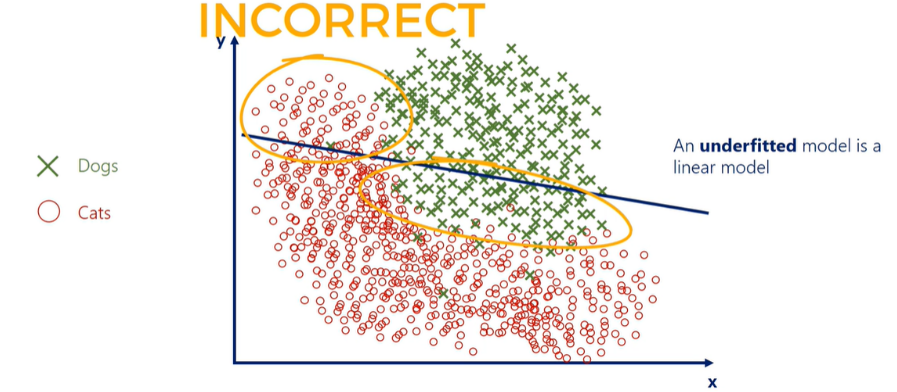 INCORRECT
y
Dogs
Cats
An underfitted model is a
linear model
x